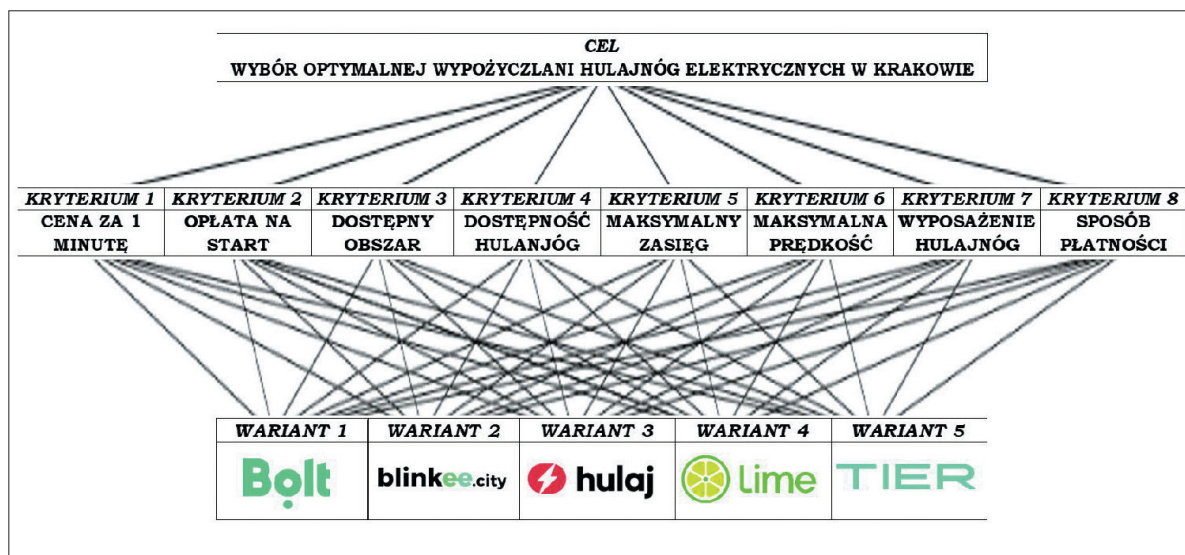 CEL
WYBÓR OPTYMALNEJ WYPOŻYCZLANI HULAJNÓG ELEKTRYCZNYCH W KRAKOWIE
KRYTERIUM 1 KRYTERIUM 2 KRYTERIUM 3 KRYTERIUM 4 KRYTERIUM 5 KRYTERIUM 6 KRYTERIUM 7 KRYTERIUM 8
CENA ZA 1 OPŁATA NA DOSTĘPNY DOSTĘPNOŚĆ MAKSYMALNY MAKSYMALNA WYPOSAŻENIE SPOSÓB
MINUTĘ START OBSZAR HULANJÓG ZASIĘG PRĘDKOŚĆ HULAJNÓG PŁATNOŚCI
WARIANT 1 WARIANT 2 WARIANT 3 WARIANT 4 WARIANT 5
Bolt blinkee.city hulaj Lime TIER